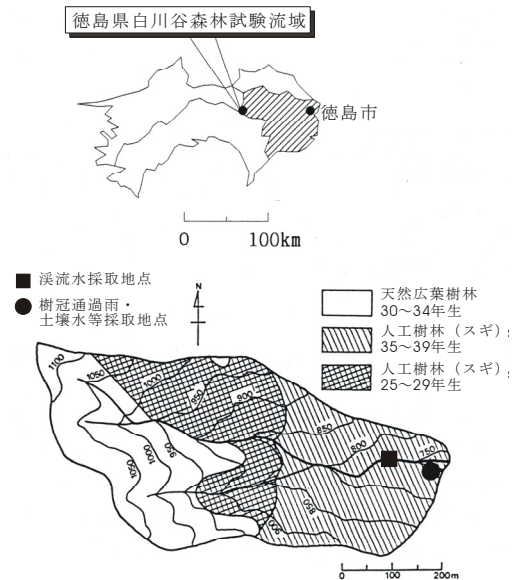 徳島県白川谷森林試験流域
徳島市
0 100km
渓流水採取地点
樹冠通過雨・
土壌水等採取地点
N
天然広葉樹林
30〜34年生
人工樹林（スギ）
35〜39年生
人工樹林（スギ）
25〜29年生
1100
1050
1000
950
900
850
800
750
1050
1000
950
900
850
0 100 200m